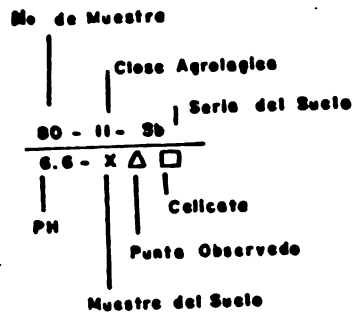 No de Muestra
Clase Agrologica
Serie del Suelo
80 - II - Sb
6.6 - X △ □
Calicata
PH
Punto Observado
Muestra del Suelo